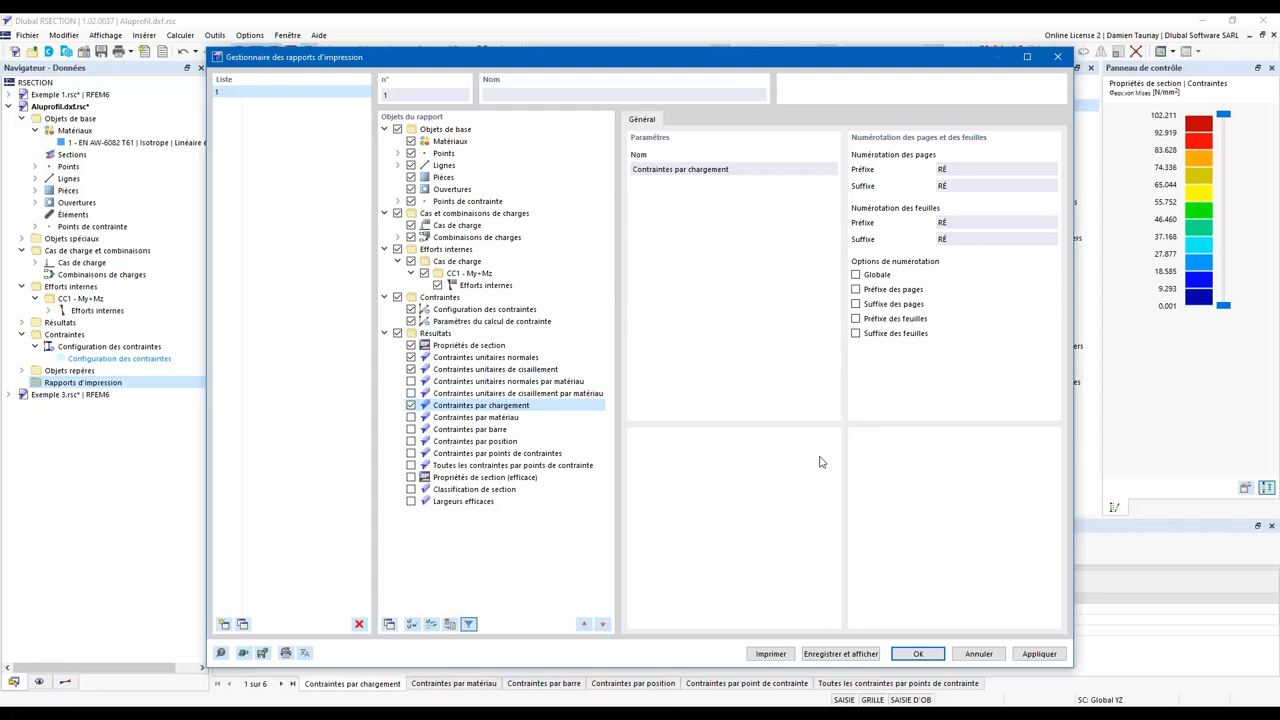 Dlubal RSECTION | 1.02.0037 | Aluprofil.dxf.rsc
Fichier Modifier Affichage Insérer Calculer Outils Options Fenêtre Aide
Online License 2 | Damien Taunay | Dlubal Software SARL
Navigateur - Données
RSECTION
Exemple 1.rsc* | RFEM6
Aluprofil.dxf.rsc*
Objets de base
Matériaux
1 - EN AW-6082 T61 | Isotrope | Linéaire é
Sections
Points
Lignes
Pièces
Ouvertures
Éléments
Points de contrainte
Objets spéciaux
Cas de charge et combinaisons
Cas de charge
Combinaisons de charges
Efforts internes
CC1 - My+Mz
Efforts internes
Résultats
Contraintes
Configuration des contraintes
Configuration des contraintes
Objets repères
Rapports d'impression
Exemple 3.rsc* | RFEM6
Gestionnaire des rapports d'impression
Liste
1
n°
1
Nom
Objets du rapport
Objets de base
Matériaux
Points
Lignes
Pièces
Ouvertures
Points de contrainte
Cas et combinaisons de charges
Cas de charge
Combinaisons de charges
Efforts internes
Cas de charge
CC1 - My+Mz
Efforts internes
Contraintes
Configuration des contraintes
Paramètres du calcul de contrainte
Résultats
Propriétés de section
Contraintes unitaires normales
Contraintes unitaires de cisaillement
Contraintes unitaires normales par matériau
Contraintes unitaires de cisaillement par matériau
Contraintes par chargement
Contraintes par matériau
Contraintes par barre
Contraintes par position
Contraintes par points de contraintes
Toutes les contraintes par points de contrainte
Propriétés de section (efficace)
Classification de section
Largeurs efficaces
Général
Paramètres
Nom
Contraintes par chargement
Numérotation des pages et des feuilles
Numérotation des pages
Préfixe RÉ
Suffixe RÉ
Numérotation des feuilles
Préfixe RÉ
Suffixe RÉ
Options de numérotation
Globale
Préfixe des pages
Suffixe des pages
Préfixe des feuilles
Suffixe des feuilles
Imprimer Enregistrer et afficher OK Annuler Appliquer
Panneau de contrôle
Propriétés de section | Contraintes
σeqv,von Mises [N/mm²]
102.211
92.919
83.628
74.336
65.044
55.752
46.460
37.168
27.877
18.585
9.293
0.001
1 sur 6
Contraintes par chargement Contraintes par matériau Contraintes par barre Contraintes par position Contraintes par point de contrainte Toutes les contraintes par points de contrainte
SAISIE GRILLE SAISIE D'OB SC: Global YZ